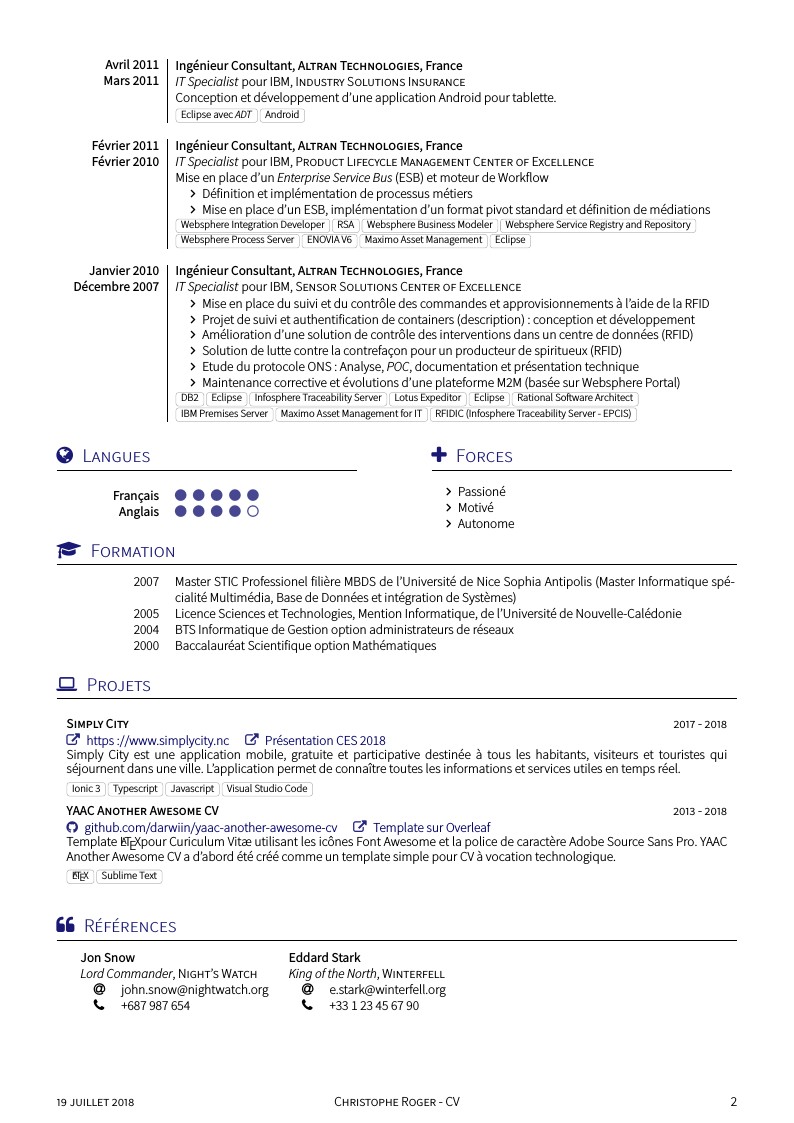 Avril 2011 Ingénieur Consultant, ALTRAN TECHNOLOGIES, France
Mars 2011 IT Specialist pour IBM, INDUSTRY SOLUTIONS INSURANCE
Conception et développement d'une application Android pour tablette.
Eclipse avec ADT Android
Février 2011 Ingénieur Consultant, ALTRAN TECHNOLOGIES, France
Février 2010 IT Specialist pour IBM, PRODUCT LIFECYCLE MANAGEMENT CENTER OF EXCELLENCE
Mise en place d'un Enterprise Service Bus (ESB) et moteur de Workflow
Définition et implémentation de processus métiers
Mise en place d'un ESB, implémentation d'un format pivot standard et définition de médiations
Websphere Integration Developer RSA Websphere Business Modeler Websphere Service Registry and Repository
Websphere Process Server ENOVIA V6 Maximo Asset Management Eclipse
Janvier 2010 Ingénieur Consultant, ALTRAN TECHNOLOGIES, France
Décembre 2007 IT Specialist pour IBM, SENSOR SOLUTIONS CENTER OF EXCELLENCE
Mise en place du suivi et du contrôle des commandes et approvisionnements à l'aide de la RFID
Projet de suivi et authentification de containers (description) : conception et développement
Amélioration d'une solution de contrôle des interventions dans un centre de données (RFID)
Solution de lutte contre la contrefaçon pour un producteur de spiritueux (RFID)
Etude du protocole ONS : Analyse, POC, documentation et présentation technique
Maintenance corrective et évolutions d'une plateforme M2M (basée sur Websphere Portal)
DB2 Eclipse Infosphere Traceability Server Lotus Expeditor Eclipse Rational Software Architect
IBM Premises Server Maximo Asset Management for IT RFIDIC (Infosphere Traceability Server - EPCIS)
LANGUES
Français
Anglais
FORCES
Passioné
Motivé
Autonome
FORMATION
2007 Master STIC Professionel filière MBDS de l'Université de Nice Sophia Antipolis (Master Informatique spé-
cialité Multimédia, Base de Données et intégration de Systèmes)
2005 Licence Sciences et Technologies, Mention Informatique, de l'Université de Nouvelle-Calédonie
2004 BTS Informatique de Gestion option administrateurs de réseaux
2000 Baccalauréat Scientifique option Mathématiques
PROJETS
SIMPLY CITY 2017 - 2018
https ://www.simplycity.nc Présentation CES 2018
Simply City est une application mobile, gratuite et participative destinée à tous les habitants, visiteurs et touristes qui
séjournent dans une ville. L'application permet de connaître toutes les informations et services utiles en temps réel.
Ionic 3 Typescript Javascript Visual Studio Code
YAAC ANOTHER AWESOME CV 2013 - 2018
github.com/darwiin/yaac-another-awesome-cv Template sur Overleaf
Template LATEXpour Curiculum Vitæ utilisant les icônes Font Awesome et la police de caractère Adobe Source Sans Pro. YAAC
Another Awesome CV a d'abord été créé comme un template simple pour CV à vocation technologique.
LATEX Sublime Text
RÉFÉRENCES
Jon Snow
Lord Commander, NIGHT'S WATCH
john.snow@nightwatch.org
+687 987 654
Eddard Stark
King of the North, WINTERFELL
e.stark@winterfell.org
+33 1 23 45 67 90
19 JUILLET 2018 CHRISTOPHE ROGER - CV 2